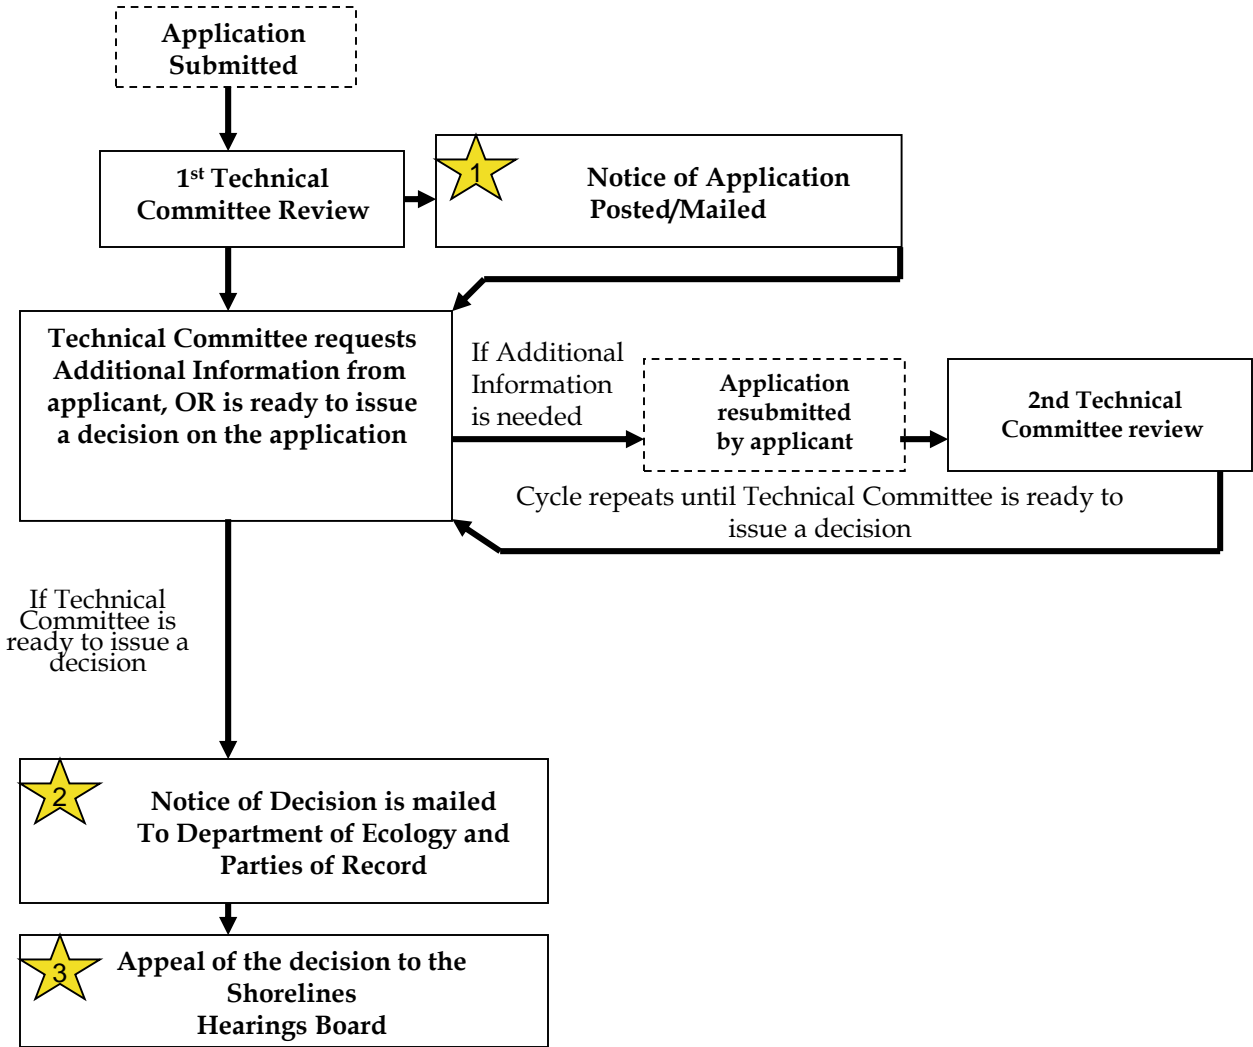 Application
Submitted
1st Technical
Committee Review
1
Notice of Application
Posted/Mailed
Technical Committee requests
Additional Information from
applicant, OR is ready to issue
a decision on the application
If Additional
Information
is needed
Application
resubmitted
by applicant
2nd Technical
Committee review
Cycle repeats until Technical Committee is ready to
issue a decision
If Technical
Committee is
ready to issue a
decision
2
Notice of Decision is mailed
To Department of Ecology and
Parties of Record
3
Appeal of the decision to the
Shorelines
Hearings Board